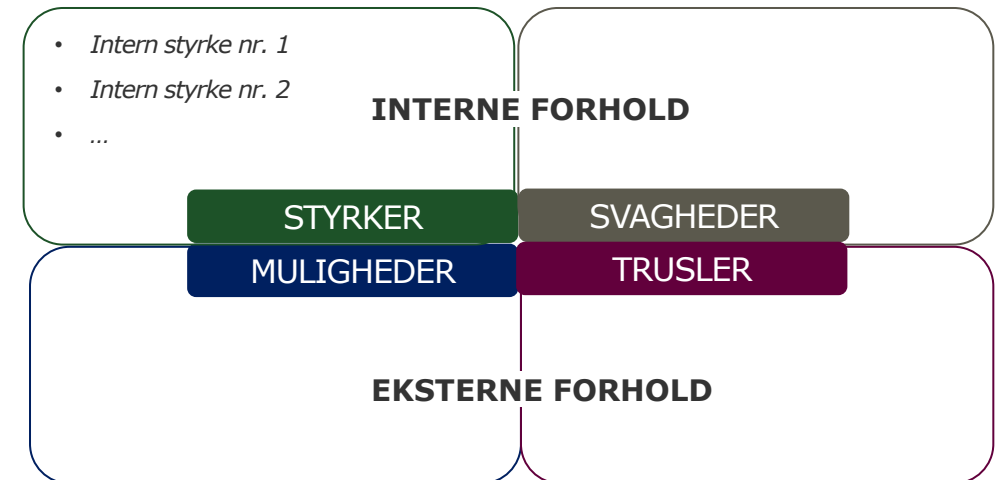 • Intern styrke nr. 1
• Intern styrke nr. 2
• …
INTERNE FORHOLD
STYRKER
SVAGHEDER
MULIGHEDER
TRUSLER
EKSTERNE FORHOLD